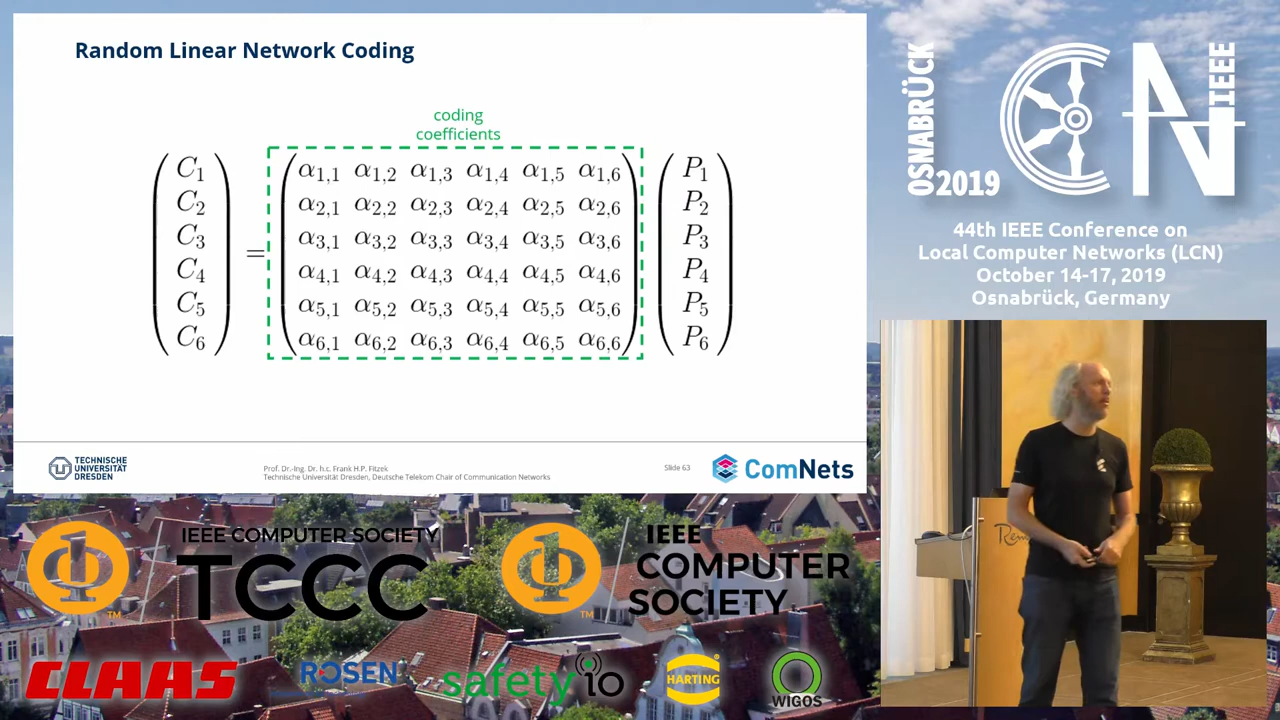 Random Linear Network Coding
coding
coefficients
C1 α1,1 α1,2 α1,3 α1,4 α1,5 α1,6 P1
C2 α2,1 α2,2 α2,3 α2,4 α2,5 α2,6 P2
C3 α3,1 α3,2 α3,3 α3,4 α3,5 α3,6 P3
=
C4 α4,1 α4,2 α4,3 α4,4 α4,5 α4,6 P4
C5 α5,1 α5,2 α5,3 α5,4 α5,5 α5,6 P5
C6 α6,1 α6,2 α6,3 α6,4 α6,5 α6,6 P6
TECHNISCHE
UNIVERSITÄT
DRESDEN
Prof. Dr.-Ing. Dr. h.c. Frank H.P. Fitzek
Technische Universität Dresden, Deutsche Telekom Chair of Communication Networks
Slide 63
ComNets
OSNABRÜCK
2019
CN
IEEE
44th IEEE Conference on
Local Computer Networks (LCN)
October 14-17, 2019
Osnabrück, Germany
IEEE COMPUTER SOCIETY
TCCC
TM
IEEE
COMPUTER
SOCIETY
TM
CLAAS
ROSEN
safety io
HARTING
WIGOS